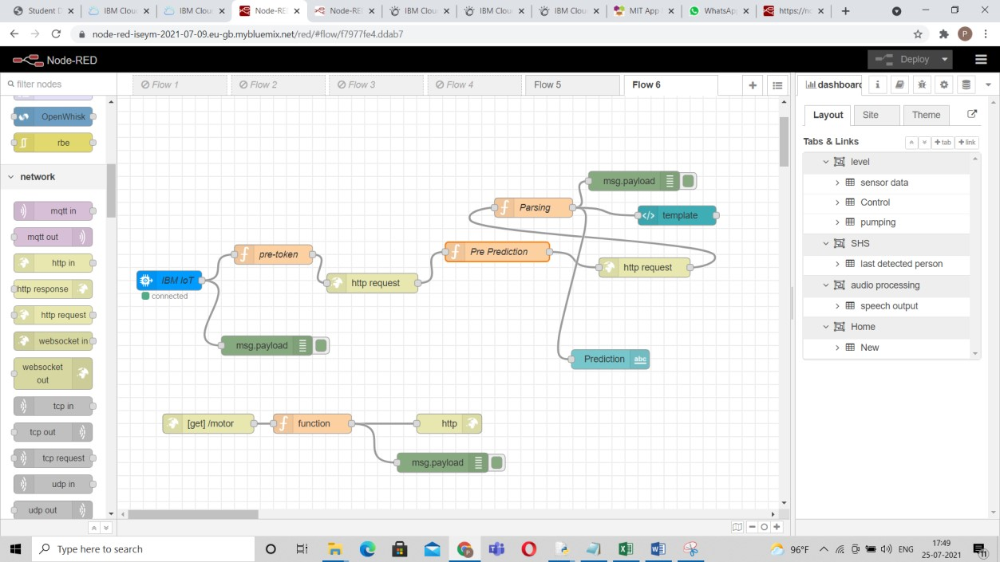 Student D
IBM Clou
IBM Clou
Node-RE
Node-RE
IBM Clou
IBM Clou
IBM Clou
MIT App
WhatsAp
https://no
node-red-iseym-2021-07-09.eu-gb.mybluemix.net/red/#flow/f7977fe4.ddab7
P
Node-RED
Deploy
filter nodes
Flow 1
Flow 2
Flow 3
Flow 4
Flow 5
Flow 6
dashboard
OpenWhisk
rbe
network
mqtt in
mqtt out
http in
http response
http request
websocket in
websocket out
tcp in
tcp out
tcp request
udp in
udp out
IBM IoT
connected
pre-token
http request
msg.payload
Pre Prediction
Parsing
msg.payload
template
http request
Prediction
abc
[get] /motor
function
http
msg.payload
Layout
Site
Theme
Tabs & Links
tab
link
level
sensor data
Control
pumping
SHS
last detected person
audio processing
speech output
Home
New
Type here to search
96°F
ENG
17:49
25-07-2021
11